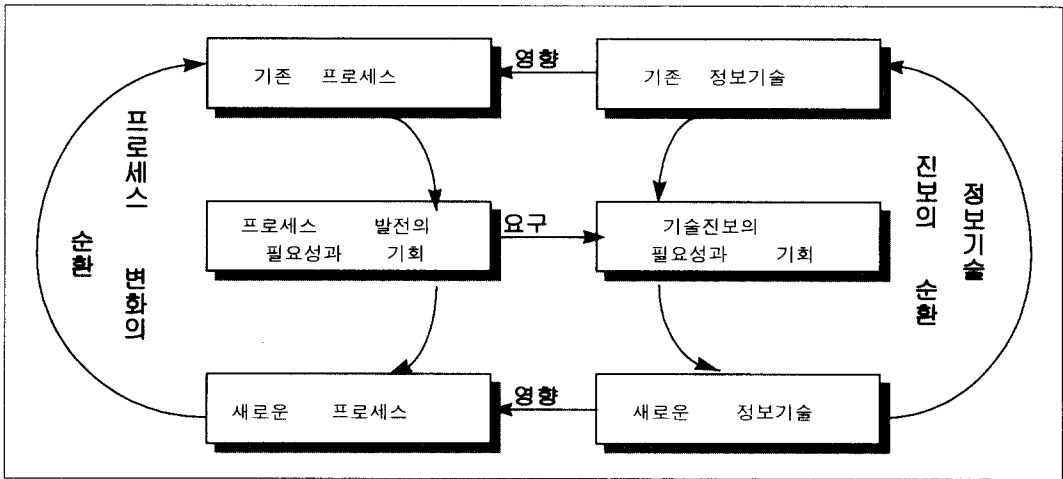 영향
기존 프로세스
기존 정보기술
프로세스 변화의
순환
정보기술
진보의 순환
프로세스 발전의
필요성과 기회
요구
기술진보의
필요성과 기회
영향
새로운 프로세스
새로운 정보기술